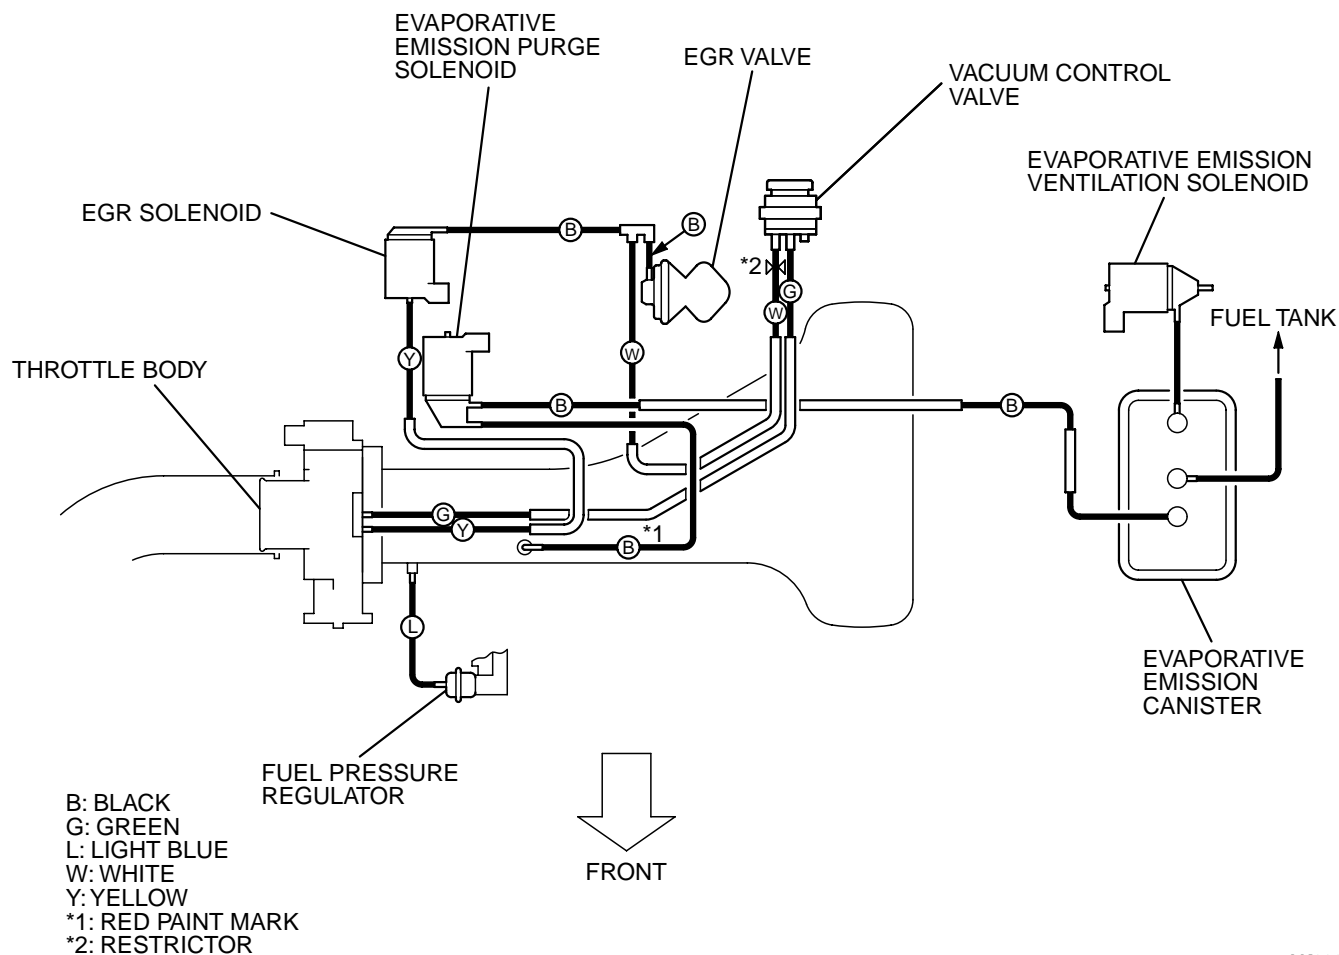 EVAPORATIVE
EMISSION PURGE
SOLENOID
EGR VALVE
VACUUM CONTROL
VALVE
EVAPORATIVE EMISSION
VENTILATION SOLENOID
EGR SOLENOID
B
B
*2
G
W
FUEL TANK
Y
W
THROTTLE BODY
B
B
G
Y
*1
B
L
EVAPORATIVE
EMISSION
CANISTER
FUEL PRESSURE
REGULATOR
B: BLACK
G: GREEN
L: LIGHT BLUE
W: WHITE
Y: YELLOW
*1: RED PAINT MARK
*2: RESTRICTOR
FRONT